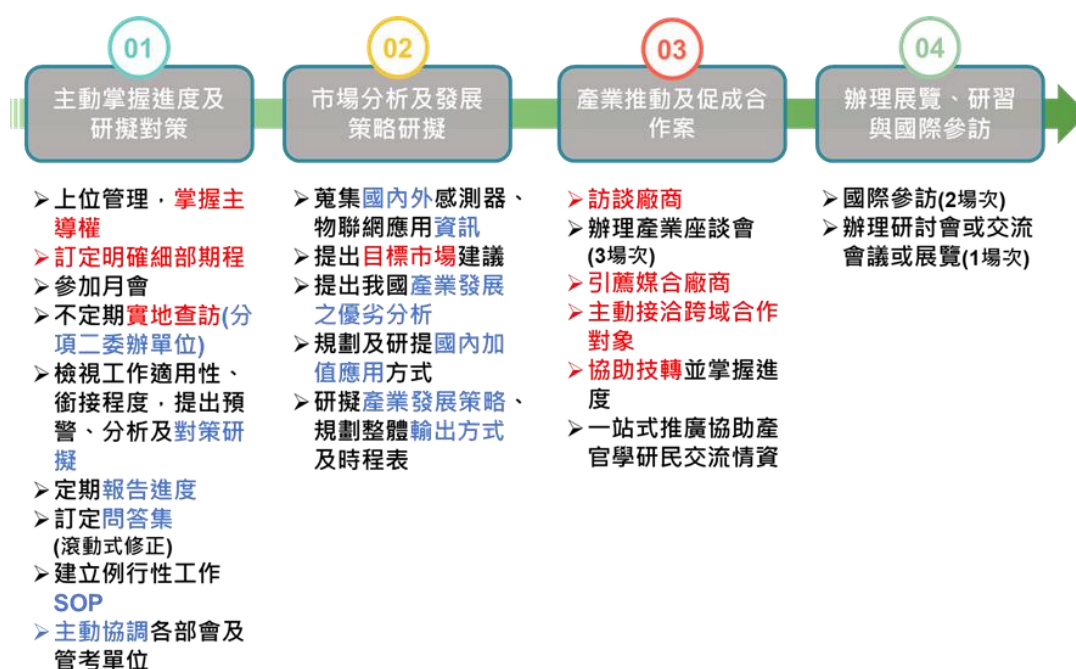 01
主動掌握進度及
研擬對策
➢上位管理，掌握主
導權
➢訂定明確細部期程
➢參加月會
➢不定期實地查訪(分
項二委辦單位)
➢檢視工作適用性、
銜接程度，提出預
警、分析及對策研
擬
➢定期報告進度
➢訂定問答集
(滾動式修正)
➢建立例行性工作
SOP
➢主動協調各部會及
管考單位
02
市場分析及發展
策略研擬
➢蒐集國內外感測器、
物聯網應用資訊
➢提出目標市場建議
➢提出我國產業發展
之優劣分析
➢規劃及研提國內加
值應用方式
➢研擬產業發展策略、
規劃整體輸出方式
及時程表
03
產業推動及促成合
作案
➢訪談廠商
➢辦理產業座談會
(3場次)
➢引薦媒合廠商
➢主動接洽跨域合作
對象
➢協助技轉並掌握進
度
➢一站式推廣協助產
官學研民交流情資
04
辦理展覽、研習
與國際參訪
➢國際參訪(2場次)
➢辦理研討會或交流
會議或展覽(1場次)